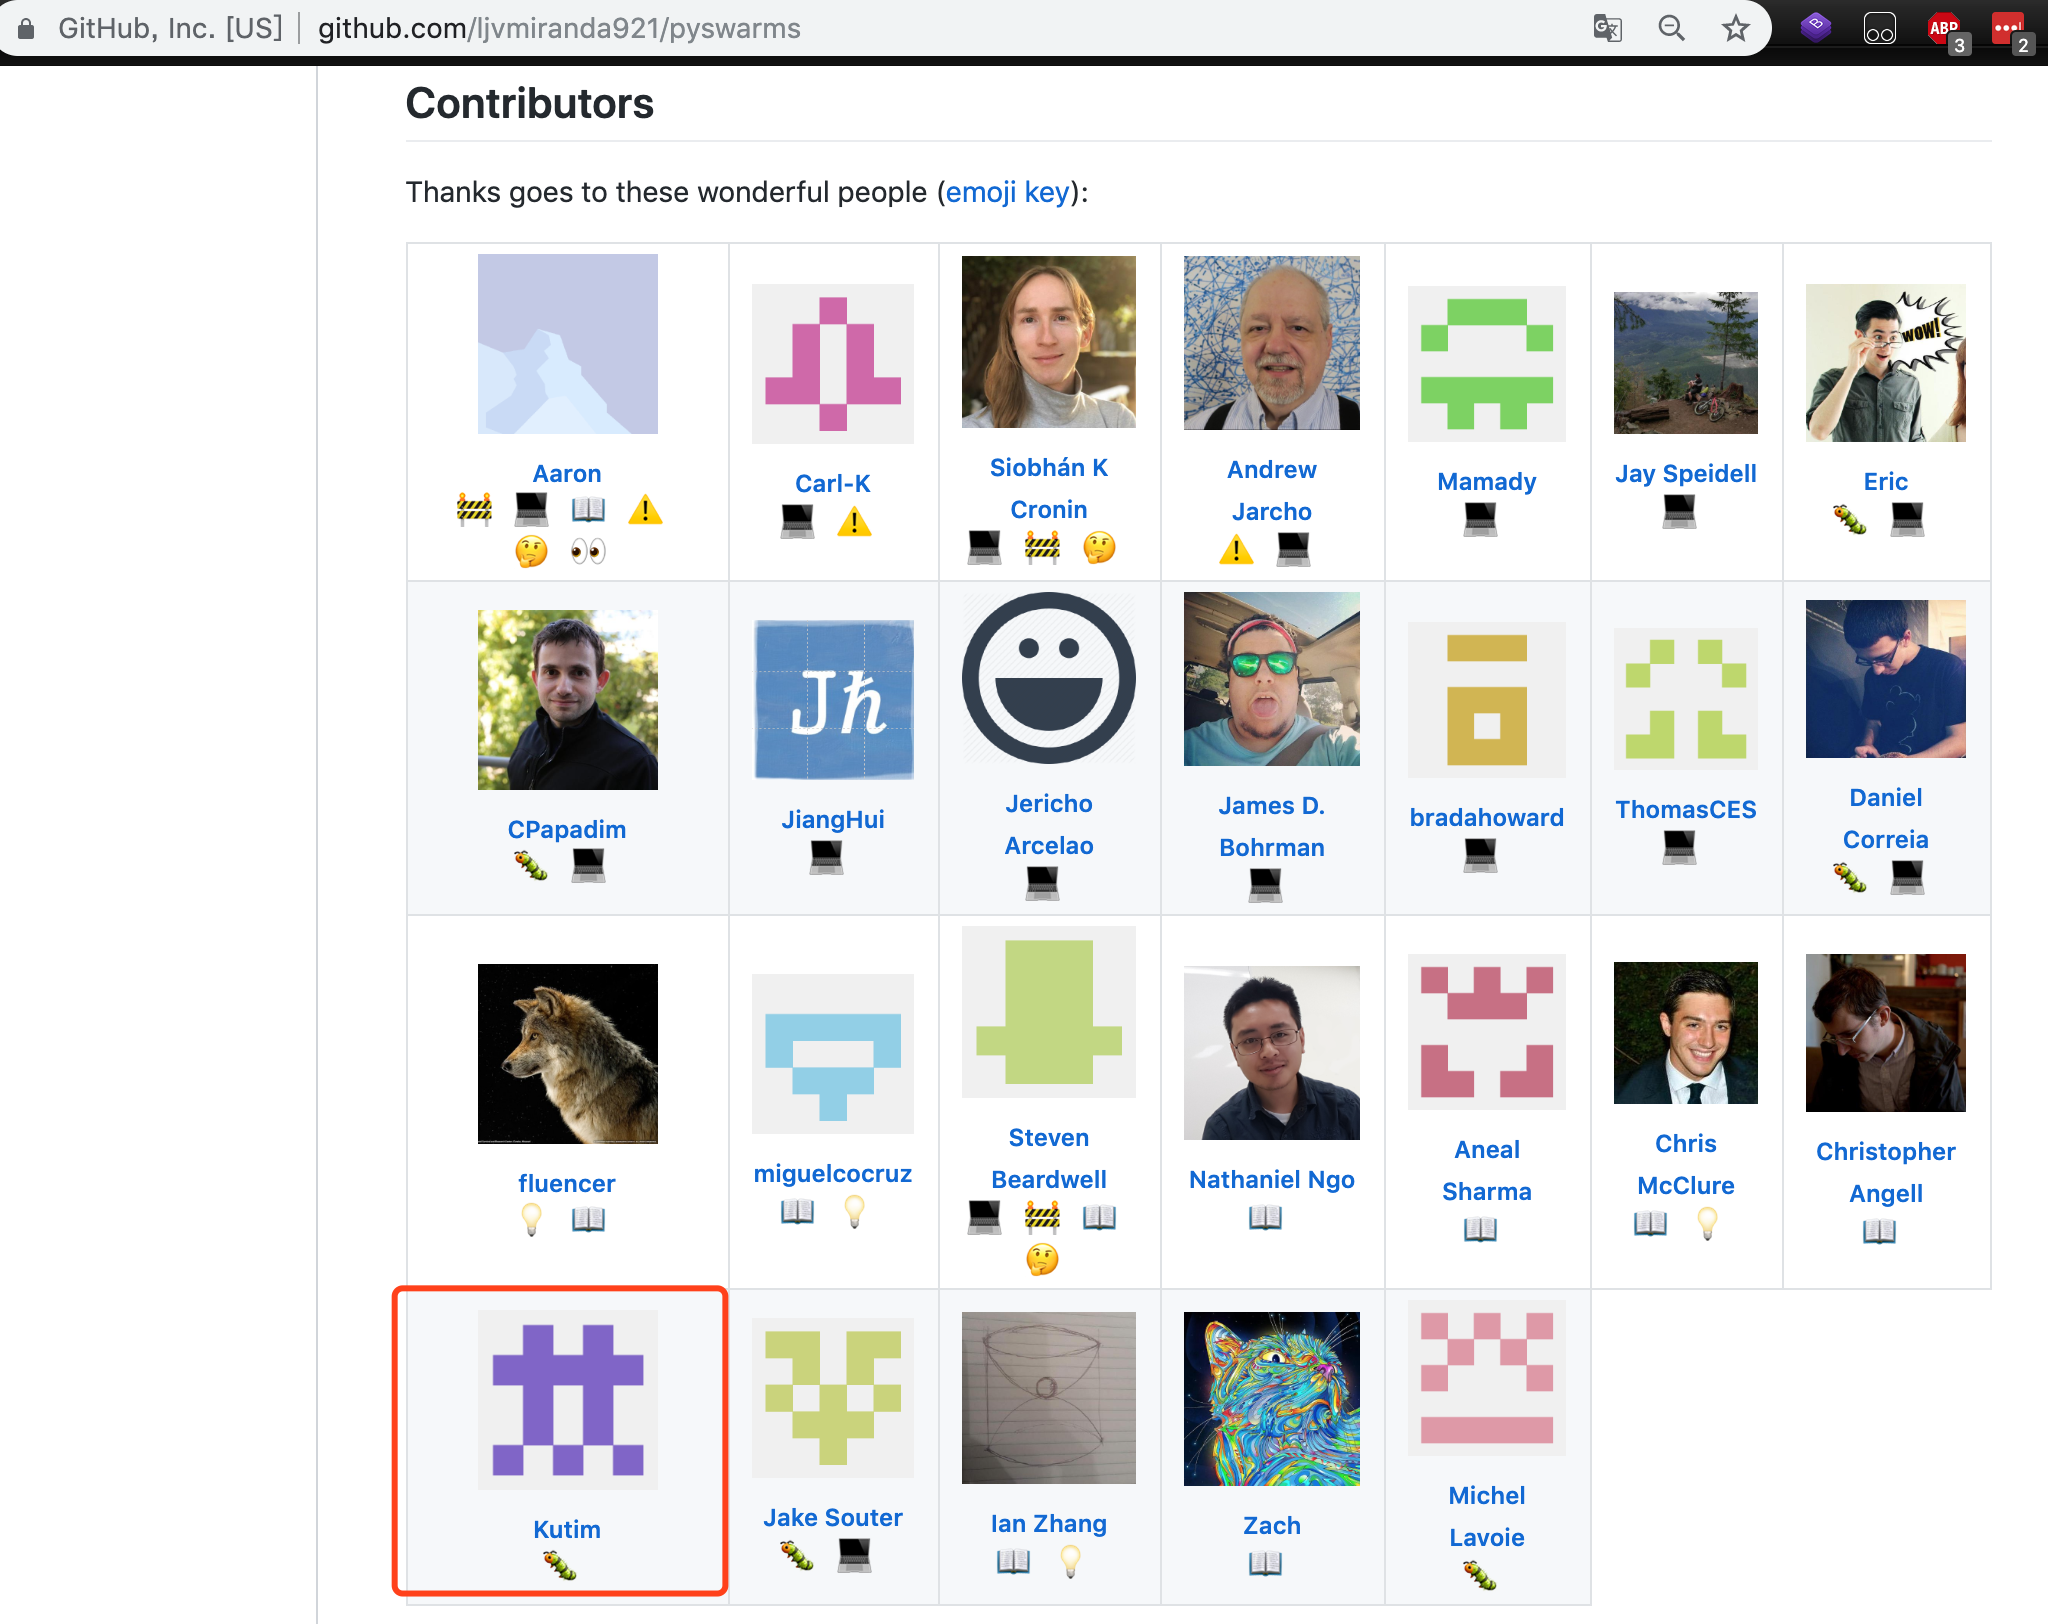 GitHub, Inc. [US] github.com/ljvmiranda921/pyswarms
ABP 3 2
Contributors
Thanks goes to these wonderful people (emoji key):
Aaron
Carl-K
Siobhán K
Cronin
Andrew
Jarcho
Mamady
Jay Speidell
WOW!
Eric
CPapadim
Jħ
JiangHui
Jericho
Arcelao
James D.
Bohrman
bradahoward
ThomasCES
Daniel
Correia
fluencer
miguelcocruz
Steven
Beardwell
Nathaniel Ngo
Aneal
Sharma
Chris
McClure
Christopher
Angell
Kutim
Jake Souter
Ian Zhang
Zach
Michel
Lavoie